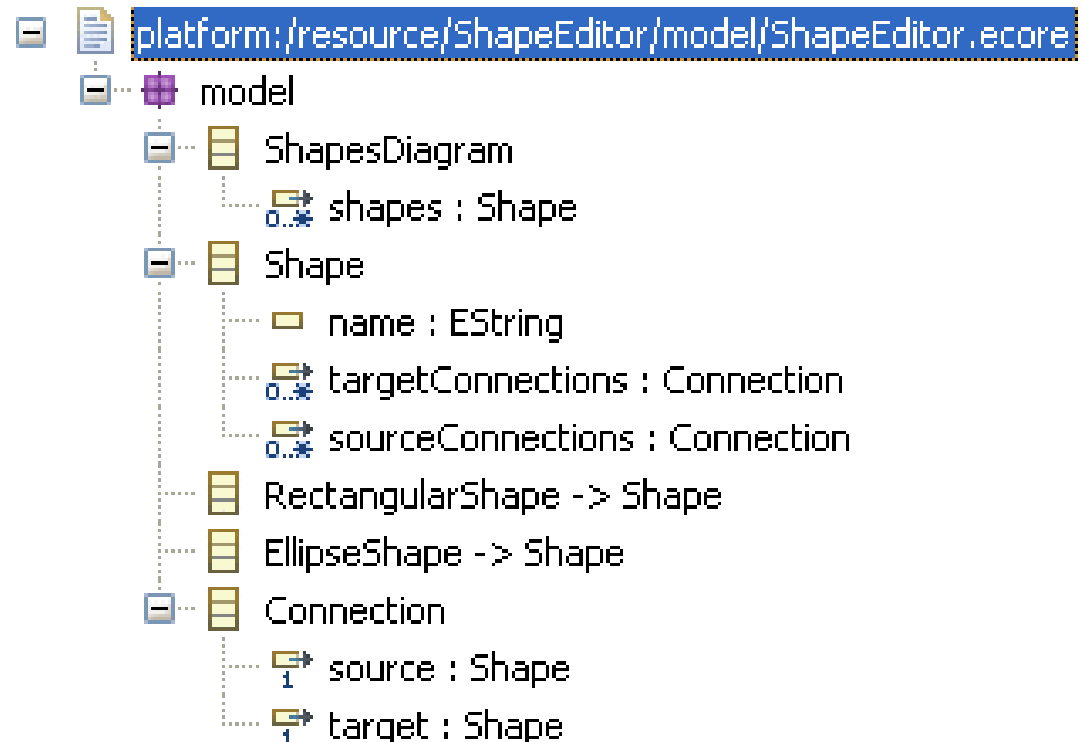 platform:/resource/ShapeEditor/model/ShapeEditor.ecore
model
ShapesDiagram
0..* shapes : Shape
Shape
name : EString
0..* targetConnections : Connection
0..* sourceConnections : Connection
RectangularShape -> Shape
EllipseShape -> Shape
Connection
1 source : Shape
1 target : Shape